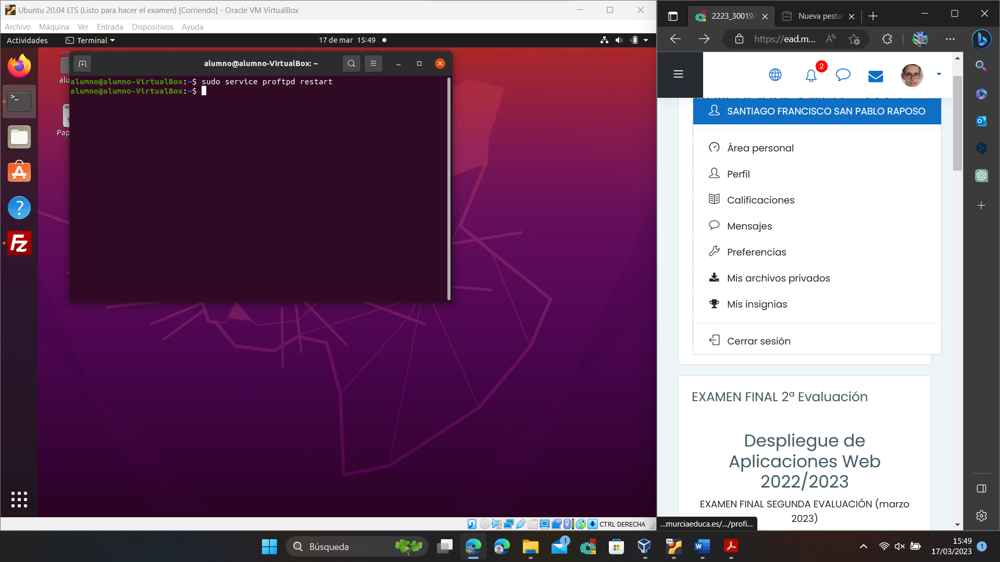 Ubuntu 20.04 LTS (Listo para hacer el examen) [Corriendo] - Oracle VM VirtualBox
Archivo Máquina Ver Entrada Dispositivos Ayuda
Actividades Terminal 17 de mar 15:49
alumno@alumno-VirtualBox: ~
alumno@alumno-VirtualBox:~$ sudo service proftpd restart
alumno@alumno-VirtualBox:~$
alu
Pap
CTRL DERECHA
2223_300197
Nueva pesta
https://ead.m...
2
SANTIAGO FRANCISCO SAN PABLO RAPOSO
Área personal
Perfil
Calificaciones
Mensajes
Preferencias
Mis archivos privados
Mis insignias
Cerrar sesión
EXAMEN FINAL 2ª Evaluación
Despliegue de
Aplicaciones Web
2022/2023
EXAMEN FINAL SEGUNDA EVALUACIÓN (marzo
2023)
...murciaeduca.es/.../profi...
Búsqueda
1
64
15:49
17/03/2023
1